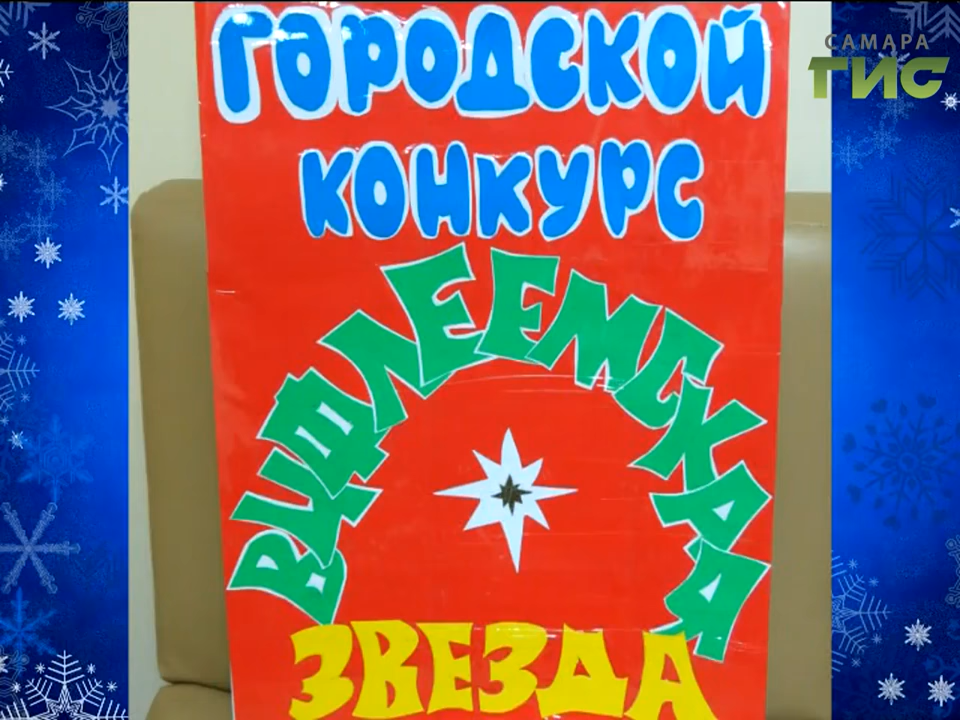 САМАРА
ГИС
ГОРОДСКОЙ
КОНКУРС
ВИФЛЕЕМСКАЯ
ЗВЕЗДА